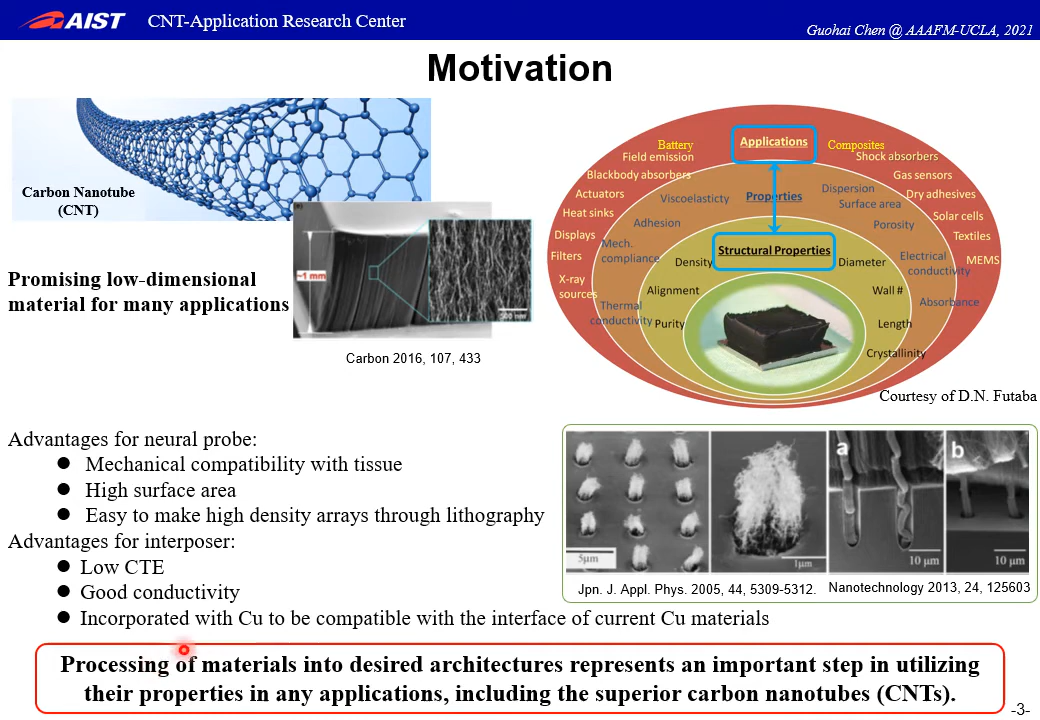 AIST CNT-Application Research Center
Guohai Chen @ AAAFM-UCLA, 2021
Motivation
Carbon Nanotube
(CNT)
~1 mm
500 nm
Promising low-dimensional
material for many applications
Carbon 2016, 107, 433
Applications
Battery
Composites
Field emission
Shock absorbers
Blackbody absorbers
Gas sensors
Actuators
Dry adhesives
Heat sinks
Solar cells
Displays
Textiles
Filters
MEMS
X-ray
sources
Properties
Viscoelasticty
Dispersion
Surface area
Adhesion
Porosity
Mech.
compliance
Electrical
conductivity
Thermal
conductivity
Absorbance
Structural Properties
Density
Diameter
Alignment
Wall #
Purity
Length
Crystallinity
Courtesy of D.N. Futaba
Advantages for neural probe:
● Mechanical compatibility with tissue
● High surface area
● Easy to make high density arrays through lithography
Advantages for interposer:
● Low CTE
● Good conductivity
● Incorporated with Cu to be compatible with the interface of current Cu materials
5μm
1μm
a
10 μm
b
10 μm
Jpn. J. Appl. Phys. 2005, 44, 5309-5312.
Nanotechnology 2013, 24, 125603
Processing of materials into desired architectures represents an important step in utilizing
their properties in any applications, including the superior carbon nanotubes (CNTs).
-3-